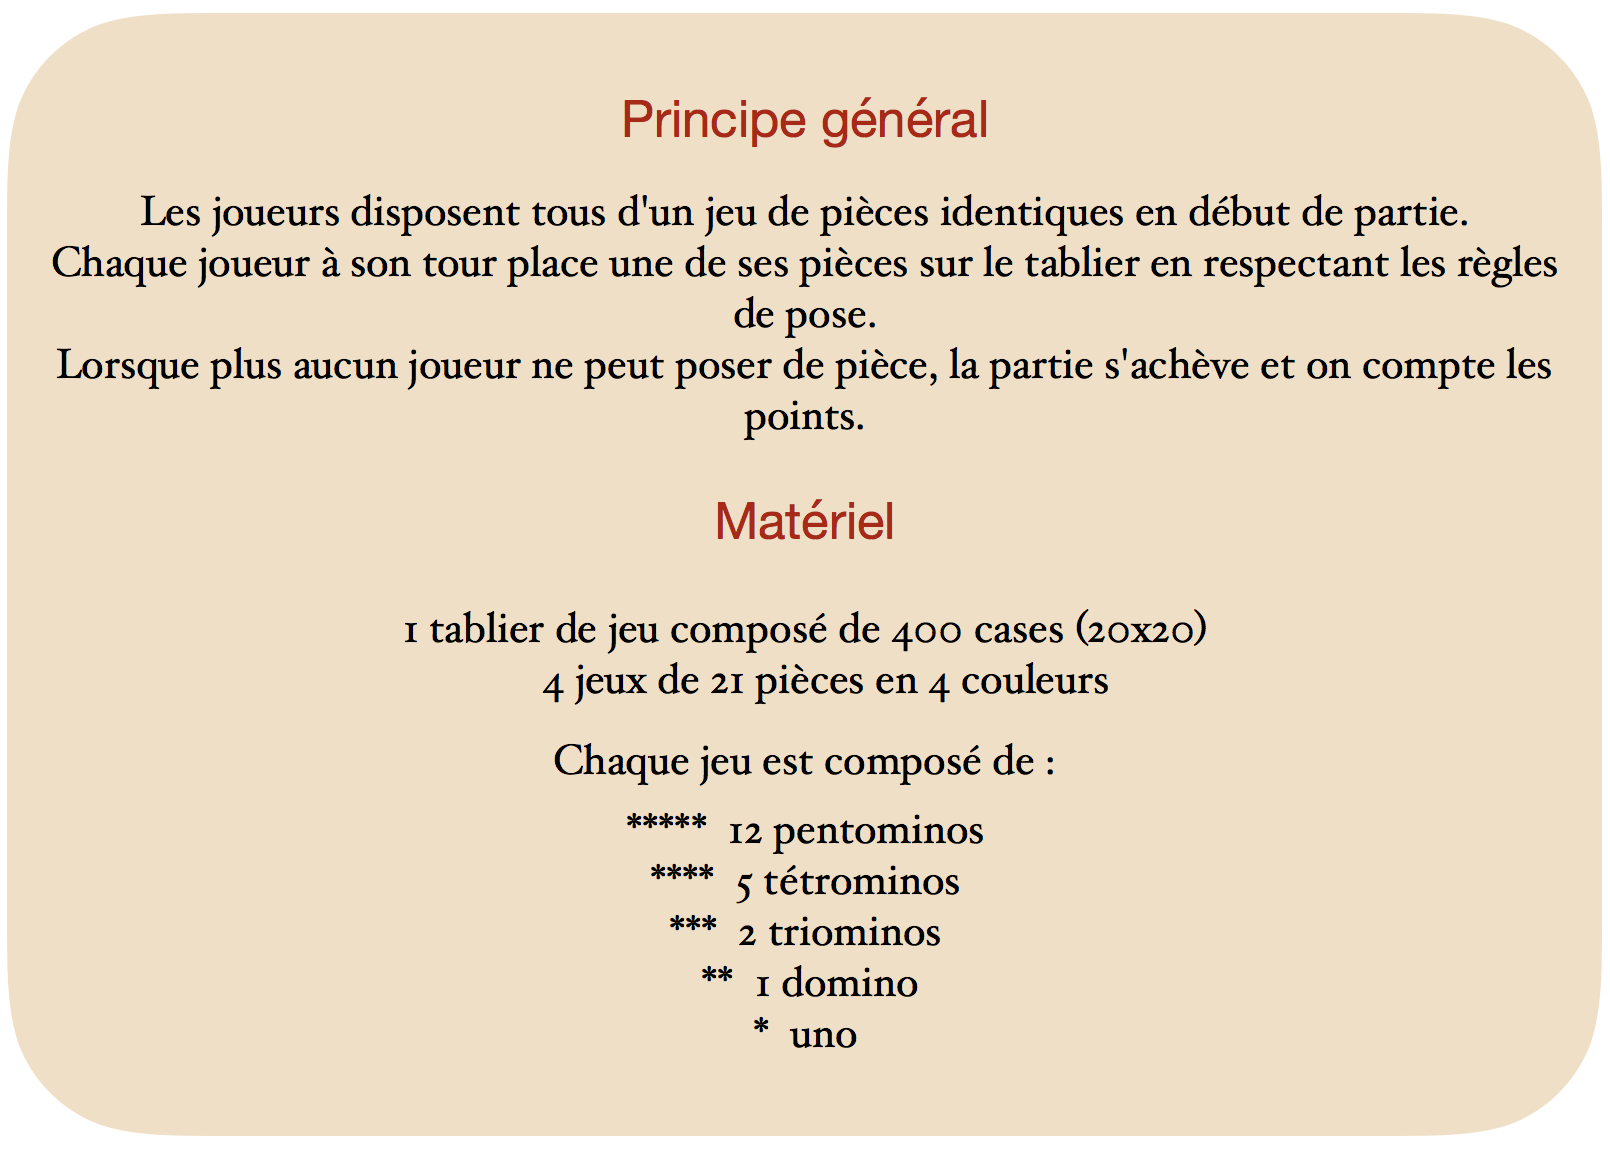 Principe général
Les joueurs disposent tous d'un jeu de pièces identiques en début de partie.
Chaque joueur à son tour place une de ses pièces sur le tablier en respectant les règles
de pose.
Lorsque plus aucun joueur ne peut poser de pièce, la partie s'achève et on compte les
points.
Matériel
1 tablier de jeu composé de 400 cases (20x20)
4 jeux de 21 pièces en 4 couleurs
Chaque jeu est composé de :
***** 12 pentominos
**** 5 tétrominos
*** 2 triominos
** 1 domino
* uno